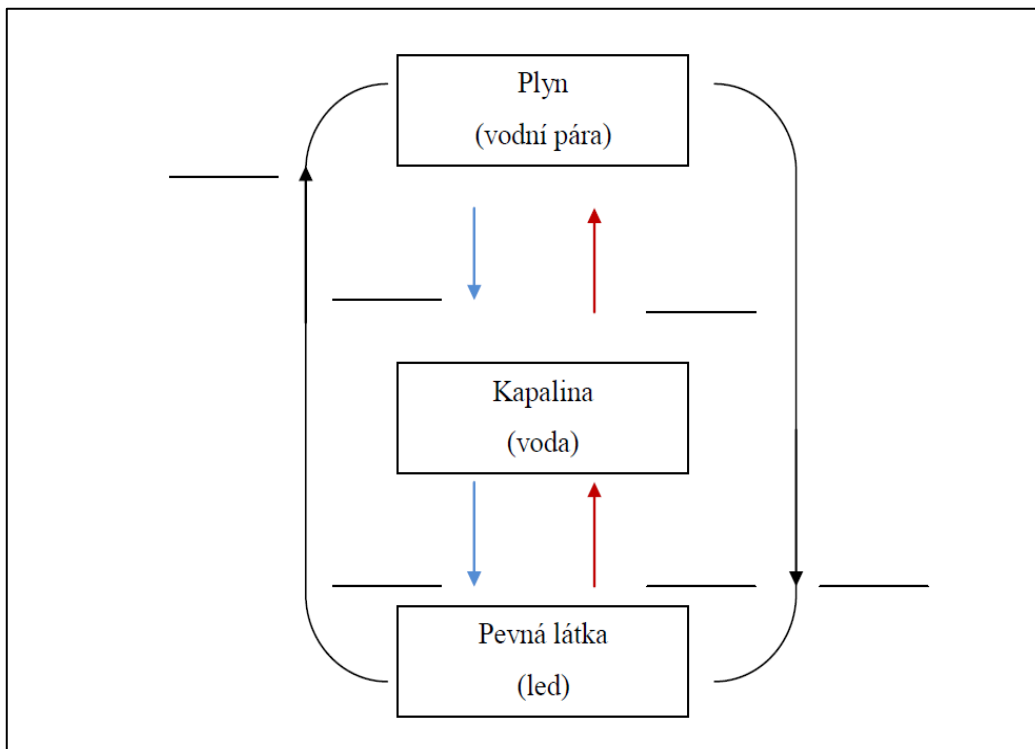 Plyn
(vodní pára)
Kapalina
(voda)
Pevná látka
(led)